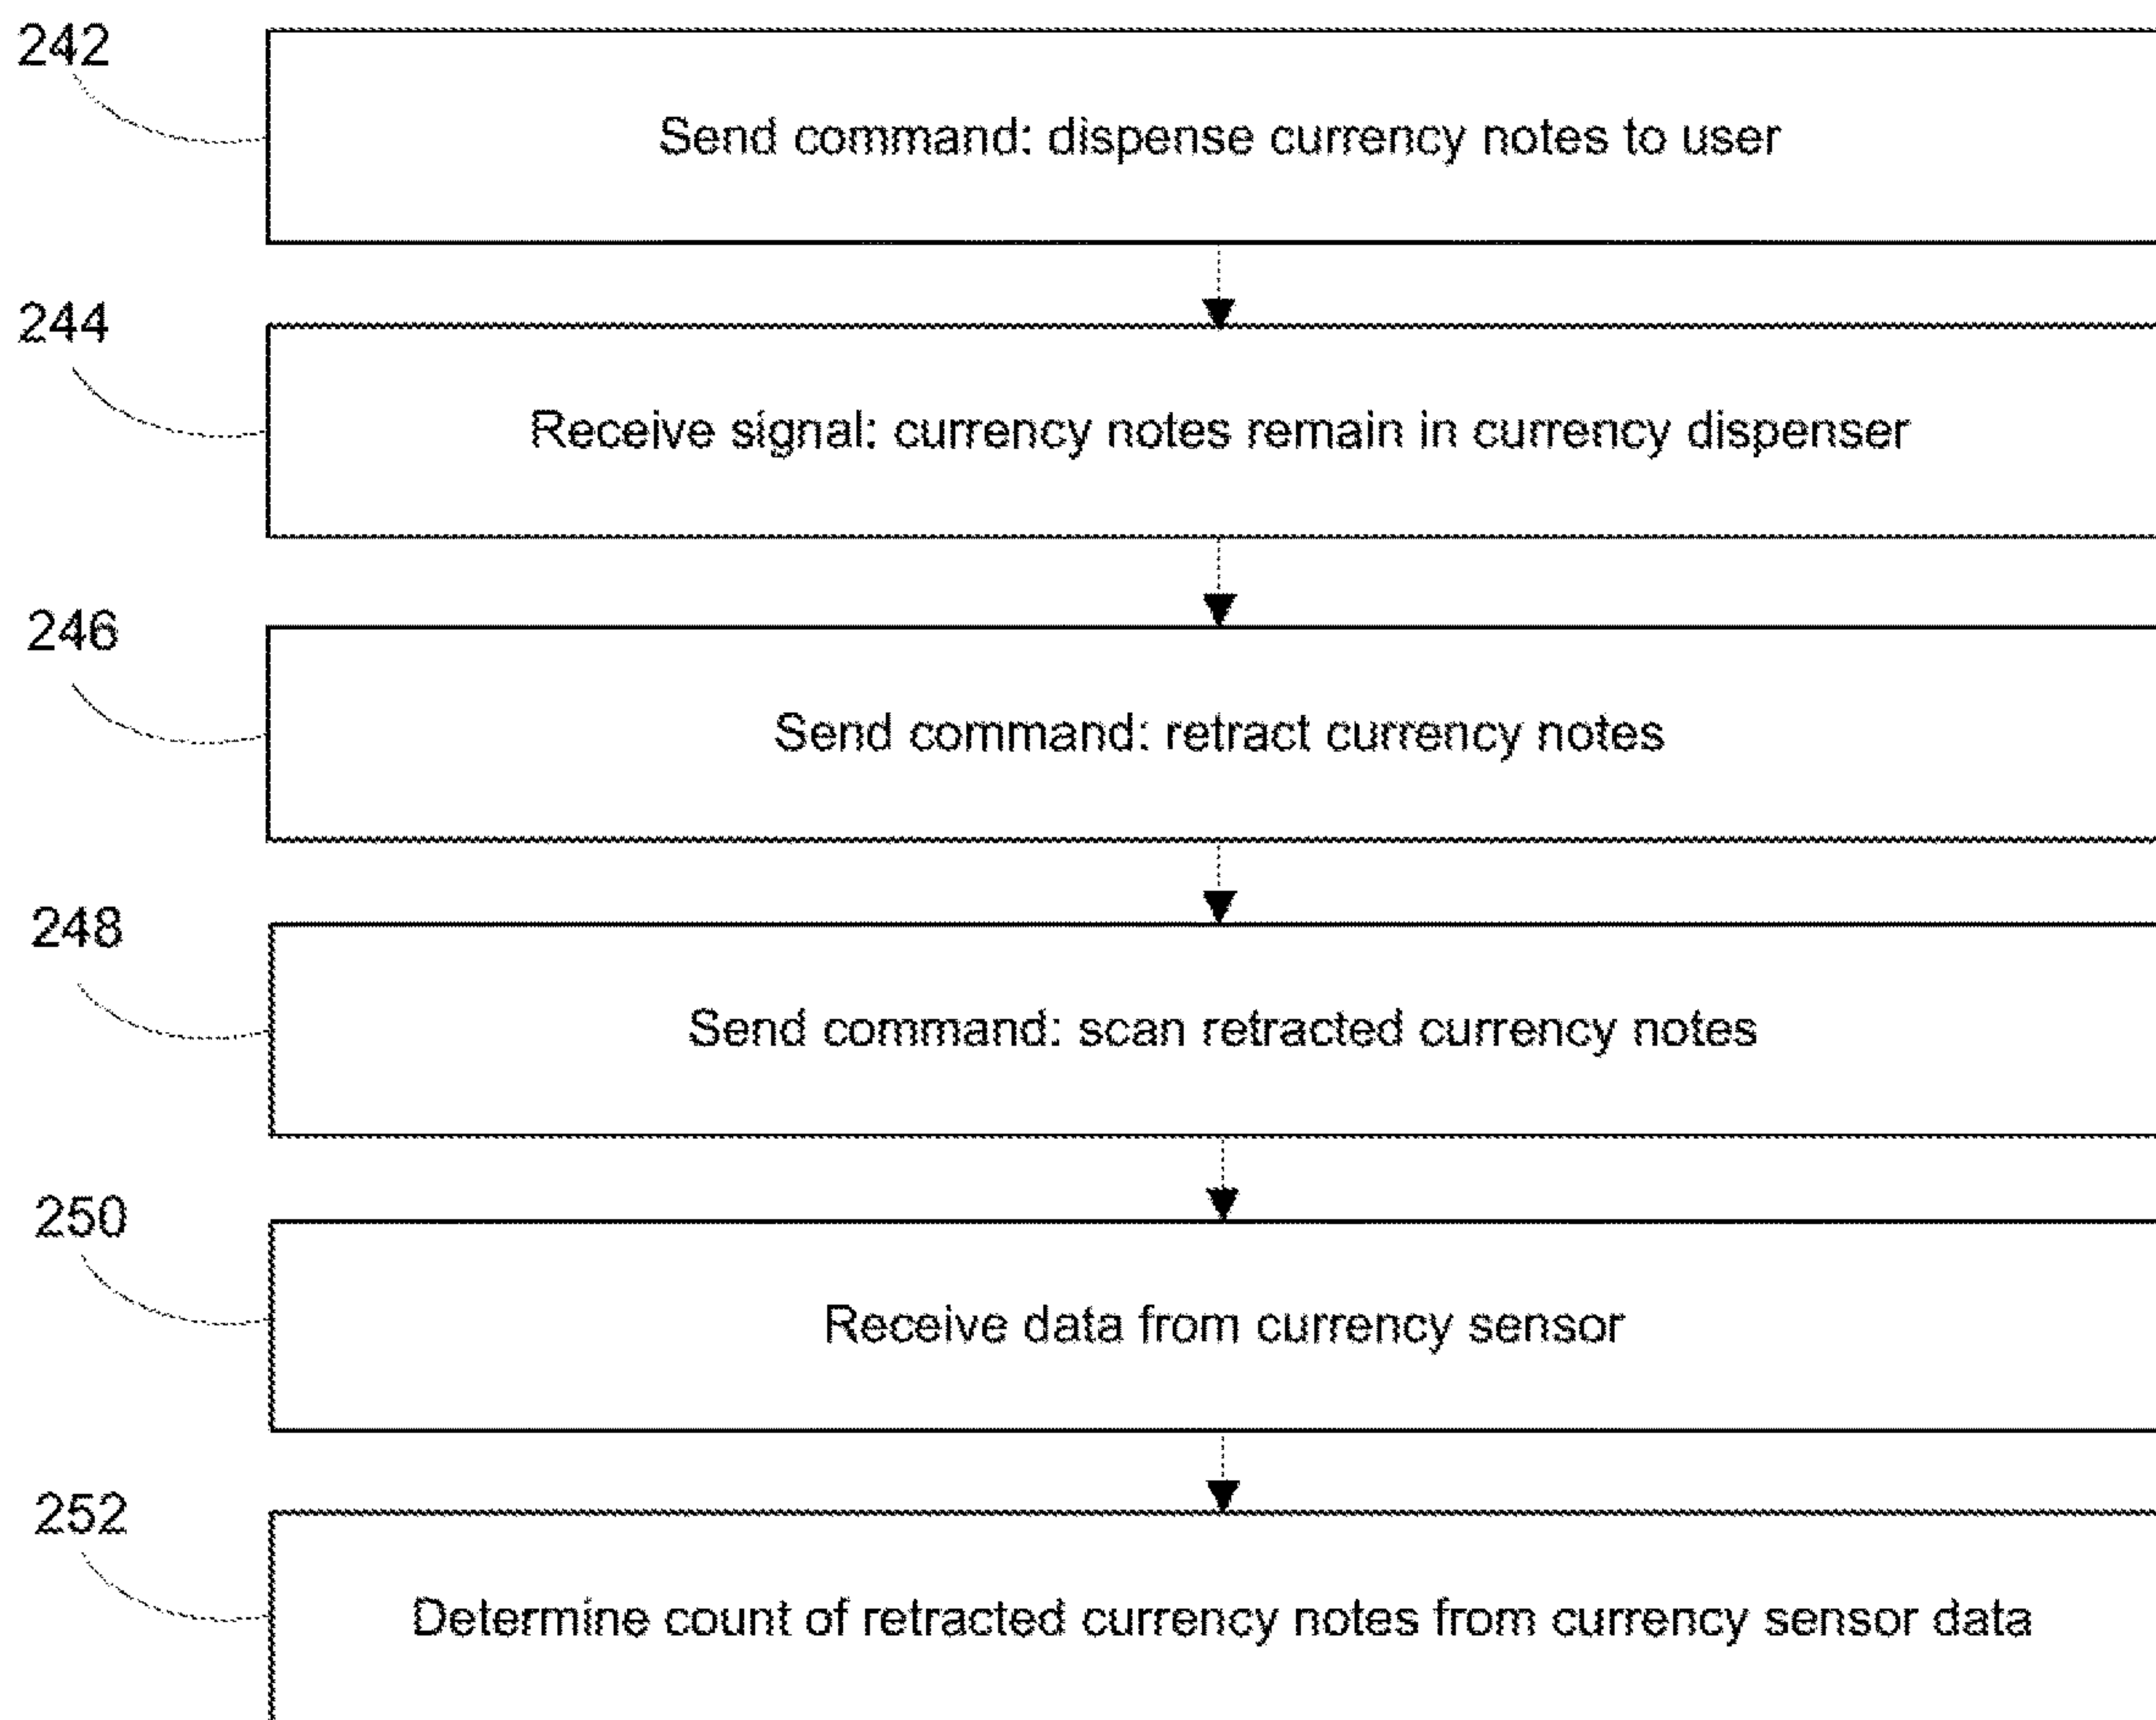 242
Send command: dispense currency notes to user
244
Receive signal: currency notes remain in currency dispenser
246
Send command: retract currency notes
248
Send command: scan retracted currency notes
250
Receive data from currency sensor
252
Determine count of retracted currency notes from currency sensor data